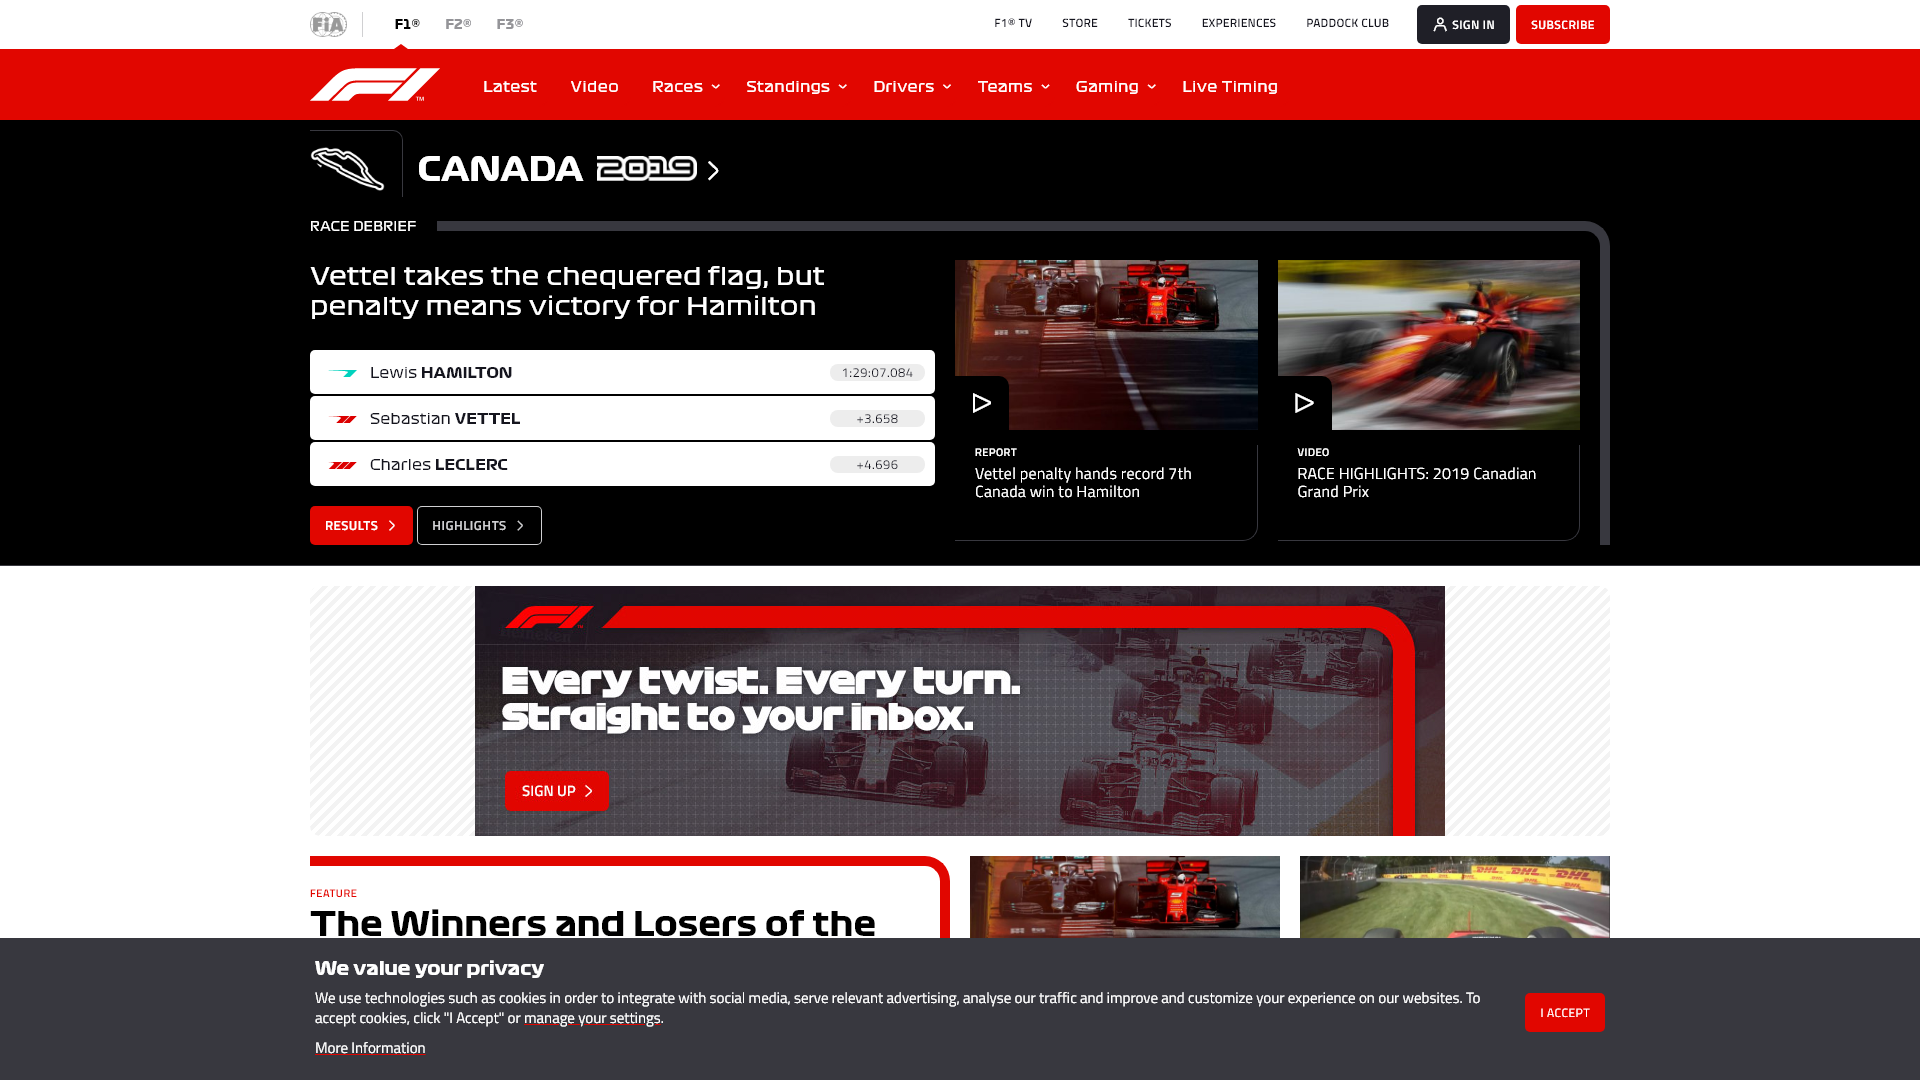 FiA F1® F2® F3® F1® TV STORE TICKETS EXPERIENCES PADDOCK CLUB SIGN IN SUBSCRIBE
F1™ Latest Video Races Standings Drivers Teams Gaming Live Timing
CANADA 2019
RACE DEBRIEF
Vettel takes the chequered flag, but
penalty means victory for Hamilton
Lewis HAMILTON 1:29:07.084
Sebastian VETTEL +3.658
Charles LECLERC +4.696
RESULTS HIGHLIGHTS
REPORT
Vettel penalty hands record 7th
Canada win to Hamilton
VIDEO
RACE HIGHLIGHTS: 2019 Canadian
Grand Prix
F1
Heineken
Every twist. Every turn.
Straight to your inbox.
SIGN UP
FEATURE
The Winners and Losers of the
DHL DHL
We value your privacy
We use technologies such as cookies in order to integrate with social media, serve relevant advertising, analyse our traffic and improve and customize your experience on our websites. To
accept cookies, click "I Accept" or manage your settings.
More Information
I ACCEPT